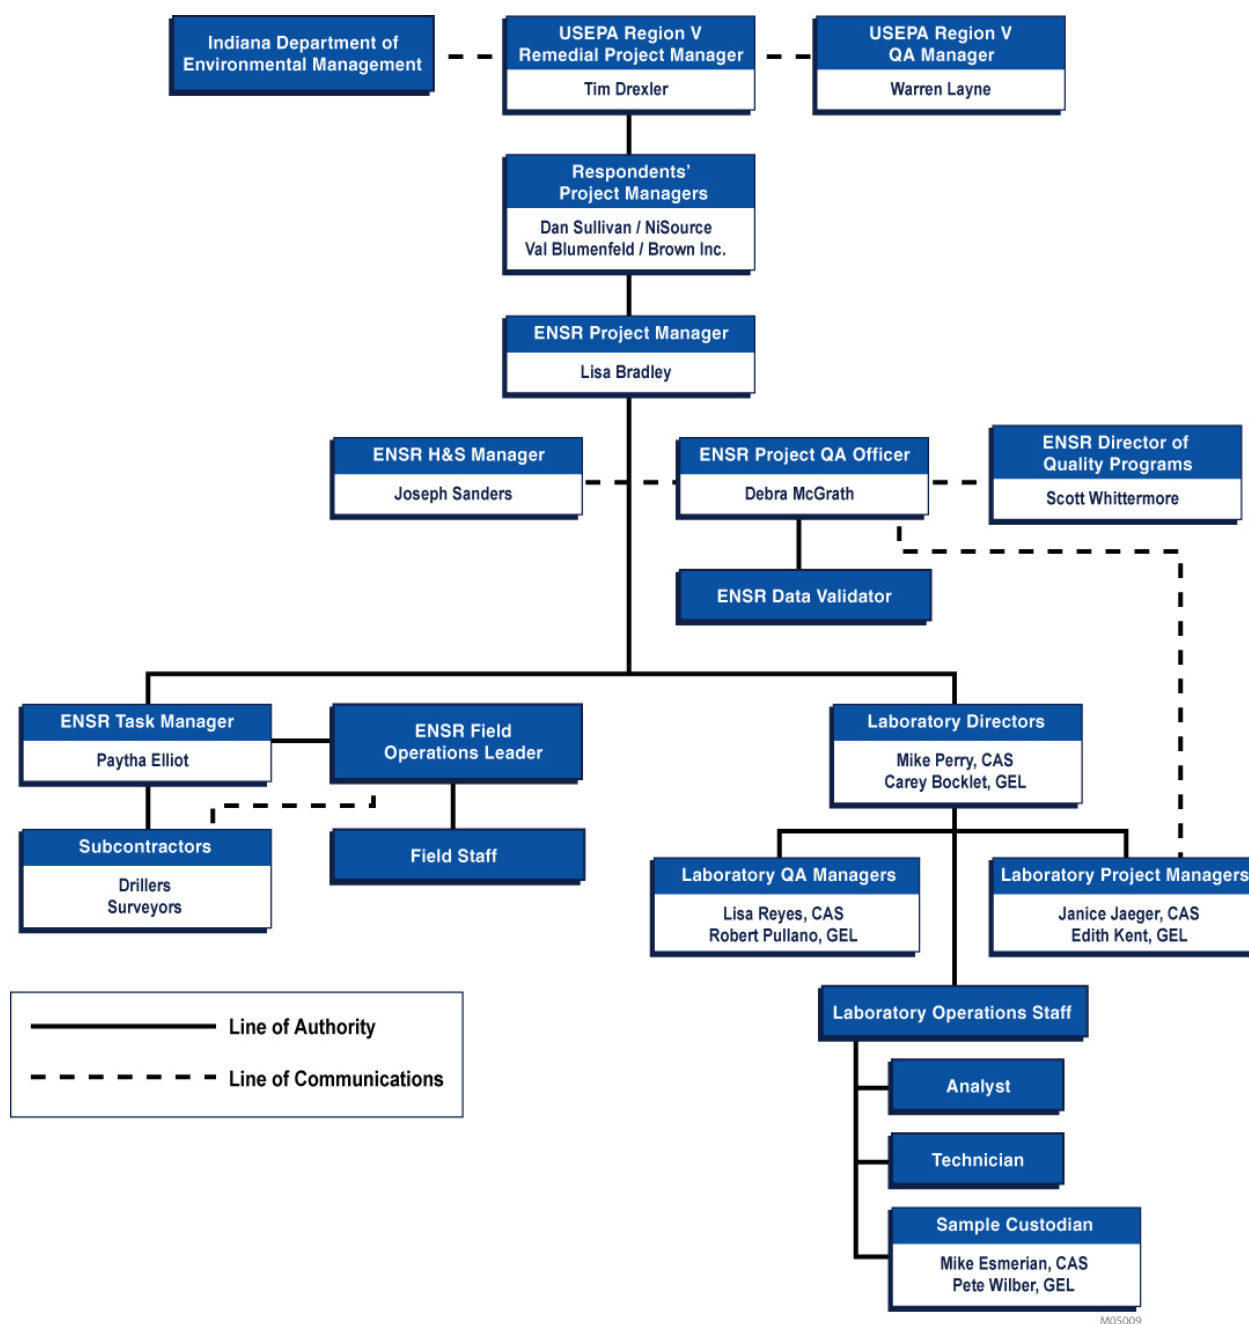 Indiana Department of
Environmental Management
USEPA Region V
Remedial Project Manager
Tim Drexler
USEPA Region V
QA Manager
Warren Layne
Respondents'
Project Managers
Dan Sullivan / NiSource
Val Blumenfeld / Brown Inc.
ENSR Project Manager
Lisa Bradley
ENSR H&S Manager
Joseph Sanders
ENSR Project QA Officer
Debra McGrath
ENSR Director of
Quality Programs
Scott Whittermore
ENSR Data Validator
ENSR Task Manager
Paytha Elliot
ENSR Field
Operations Leader
Laboratory Directors
Mike Perry, CAS
Carey Bocklet, GEL
Subcontractors
Drillers
Surveyors
Field Staff
Laboratory QA Managers
Lisa Reyes, CAS
Robert Pullano, GEL
Laboratory Project Managers
Janice Jaeger, CAS
Edith Kent, GEL
Laboratory Operations Staff
Analyst
Technician
Sample Custodian
Mike Esmerian, CAS
Pete Wilber, GEL
Line of Authority
Line of Communications
M05009